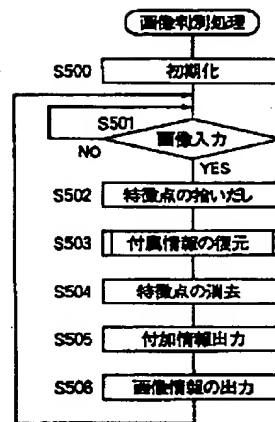 画像判別処理
S500 初期化
S501
画像入力
NO
YES
S502 特徴点の拾いだし
S503 付属情報の復元
S504 特徴点の消去
S505 付加情報出力
S506 画像情報の出力